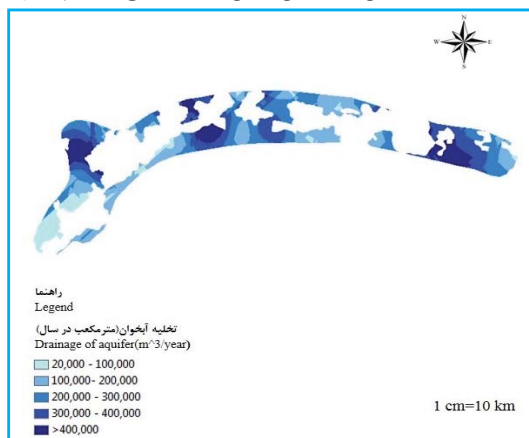 N
W
E
S
راهنما
Legend
تخلیه آبخوان(مترمکعب در سال)
Drainage of aquifer(m^3/year)
20,000 - 100,000
100,000- 200,000
200,000 - 300,000
300,000 - 400,000
>400,000
1 cm=10 km